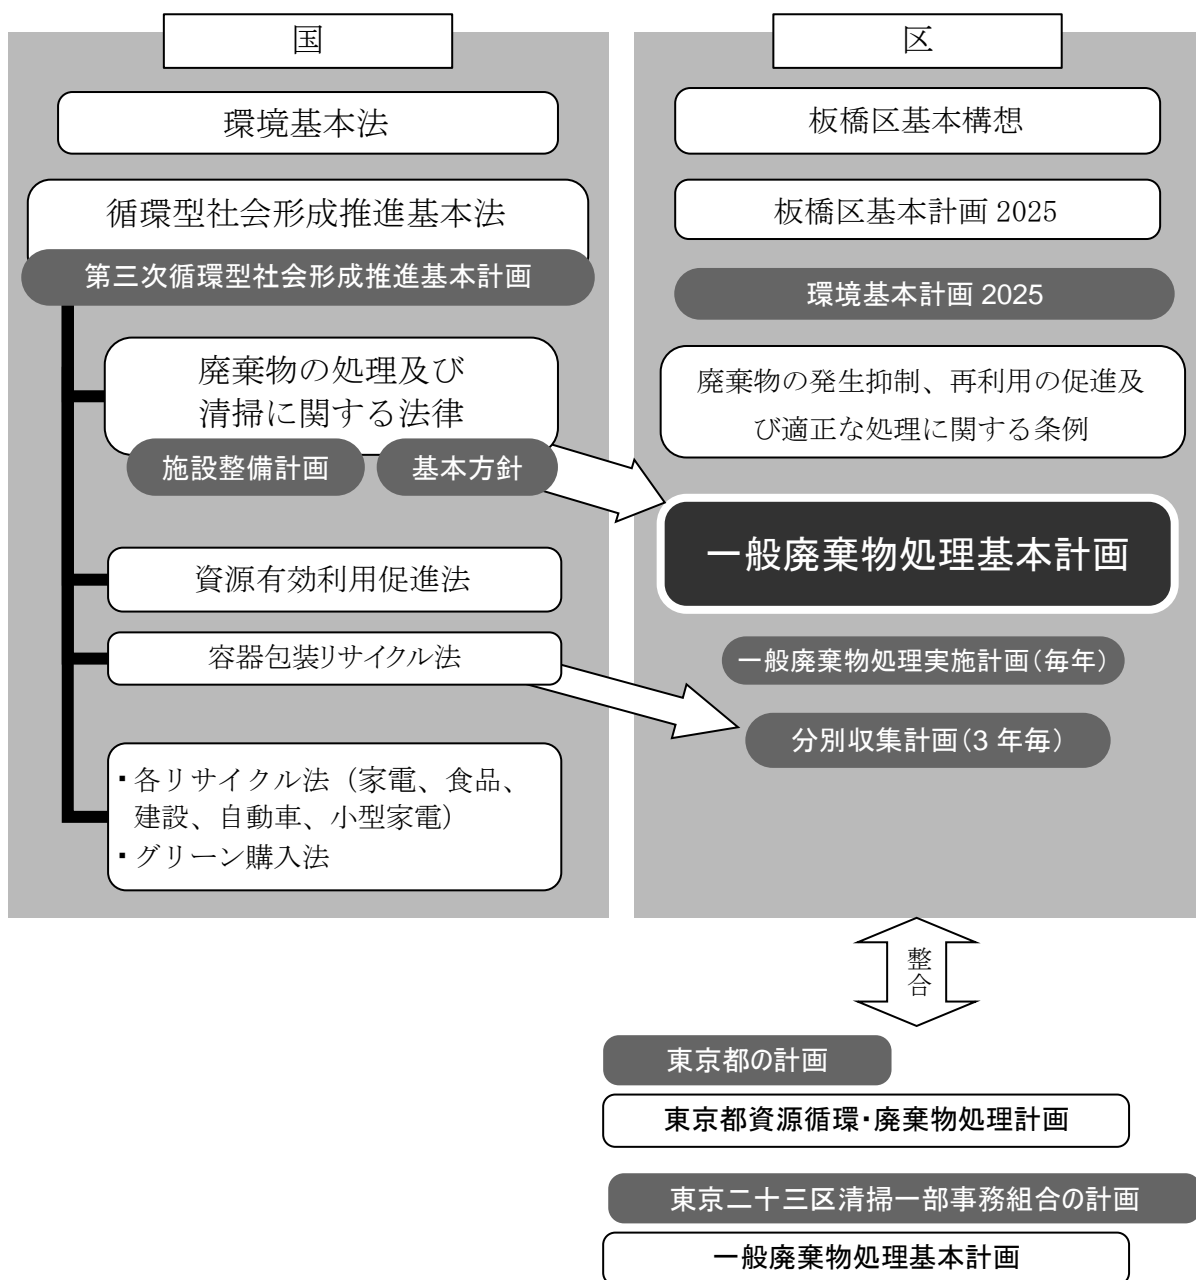 国
環境基本法
循環型社会形成推進基本法
第三次循環型社会形成推進基本計画
廃棄物の処理及び
清掃に関する法律
施設整備計画
基本方針
資源有効利用促進法
容器包装リサイクル法
・各リサイクル法（家電、食品、
建設、自動車、小型家電）
・グリーン購入法
区
板橋区基本構想
板橋区基本計画 2025
環境基本計画 2025
廃棄物の発生抑制、再利用の促進及
び適正な処理に関する条例
一般廃棄物処理基本計画
一般廃棄物処理実施計画（毎年）
分別収集計画（3 年毎）
整
合
東京都の計画
東京都資源循環・廃棄物処理計画
東京二十三区清掃一部事務組合の計画
一般廃棄物処理基本計画